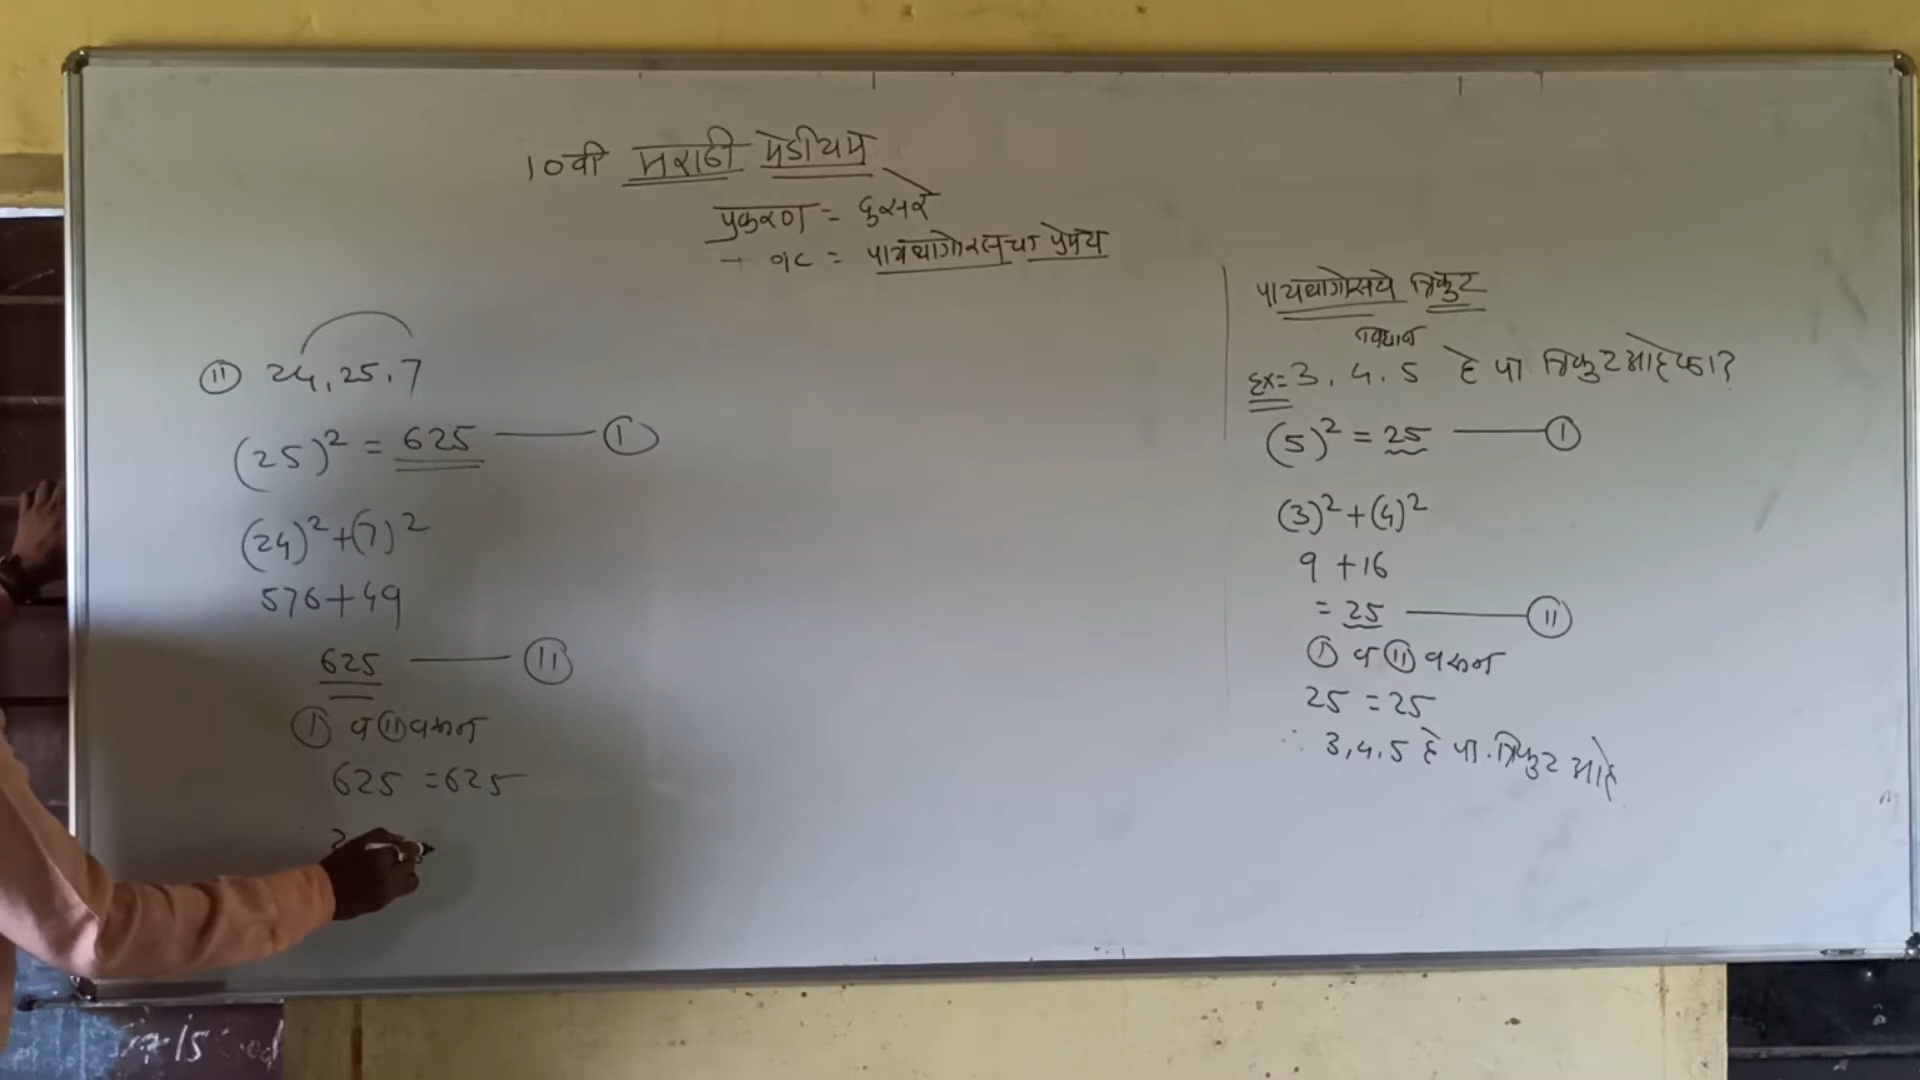 10वी मराठी मेडीयम
प्रकरण = दुसरे
पायथागोरसचा प्रमेय
(II) 24, 25, 7
(25)² = 625 —— (I)
(24)² + (7)²
576 + 49
625 —— (II)
(I) व (II) वरून
625 = 625
पायथागोरसचे त्रिकुट
Ex = 3, 4, 5 हे पा. त्रिकुट आहे का?
(5)² = 25 —— (I)
(3)² + (4)²
9 + 16
= 25 —— (II)
(I) व (II) वरून
25 = 25
∴ 3, 4, 5 हे पा. त्रिकुट आहे